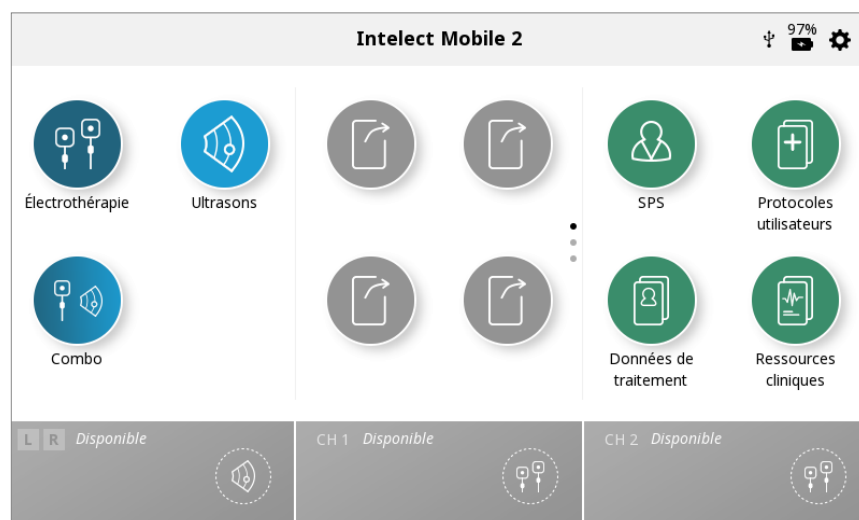 Intelect Mobile 2
97%
Électrothérapie
Ultrasons
SPS
Protocoles
utilisateurs
Combo
Données de
traitement
Ressources
cliniques
L R Disponible
CH 1 Disponible
CH 2 Disponible